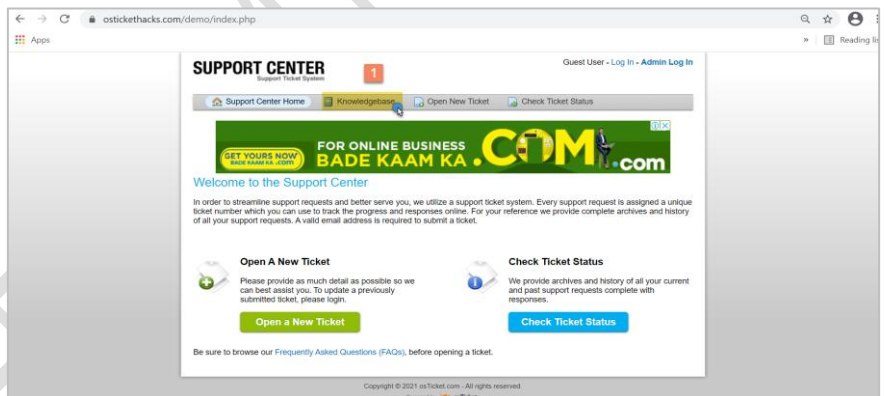 ostickethacks.com/demo/index.php
Apps
» Reading lis
SUPPORT CENTER
Support Ticket System
1
Guest User - Log In - Admin Log In
Support Center Home Knowledgebase Open New Ticket Check Ticket Status
GET YOURS NOW
BADE KAAM KA .COM
FOR ONLINE BUSINESS
BADE KAAM KA .COM
.com
Welcome to the Support Center
In order to streamline support requests and better serve you, we utilize a support ticket system. Every support request is assigned a unique
ticket number which you can use to track the progress and responses online. For your reference we provide complete archives and history
of all your support requests. A valid email address is required to submit a ticket.
Open A New Ticket
Please provide as much detail as possible so we
can best assist you. To update a previously
submitted ticket, please login.
Open a New Ticket
Check Ticket Status
We provide archives and history of all your current
and past support requests complete with
responses.
Check Ticket Status
Be sure to browse our Frequently Asked Questions (FAQs), before opening a ticket.
Copyright © 2021 osTicket.com - All rights reserved.